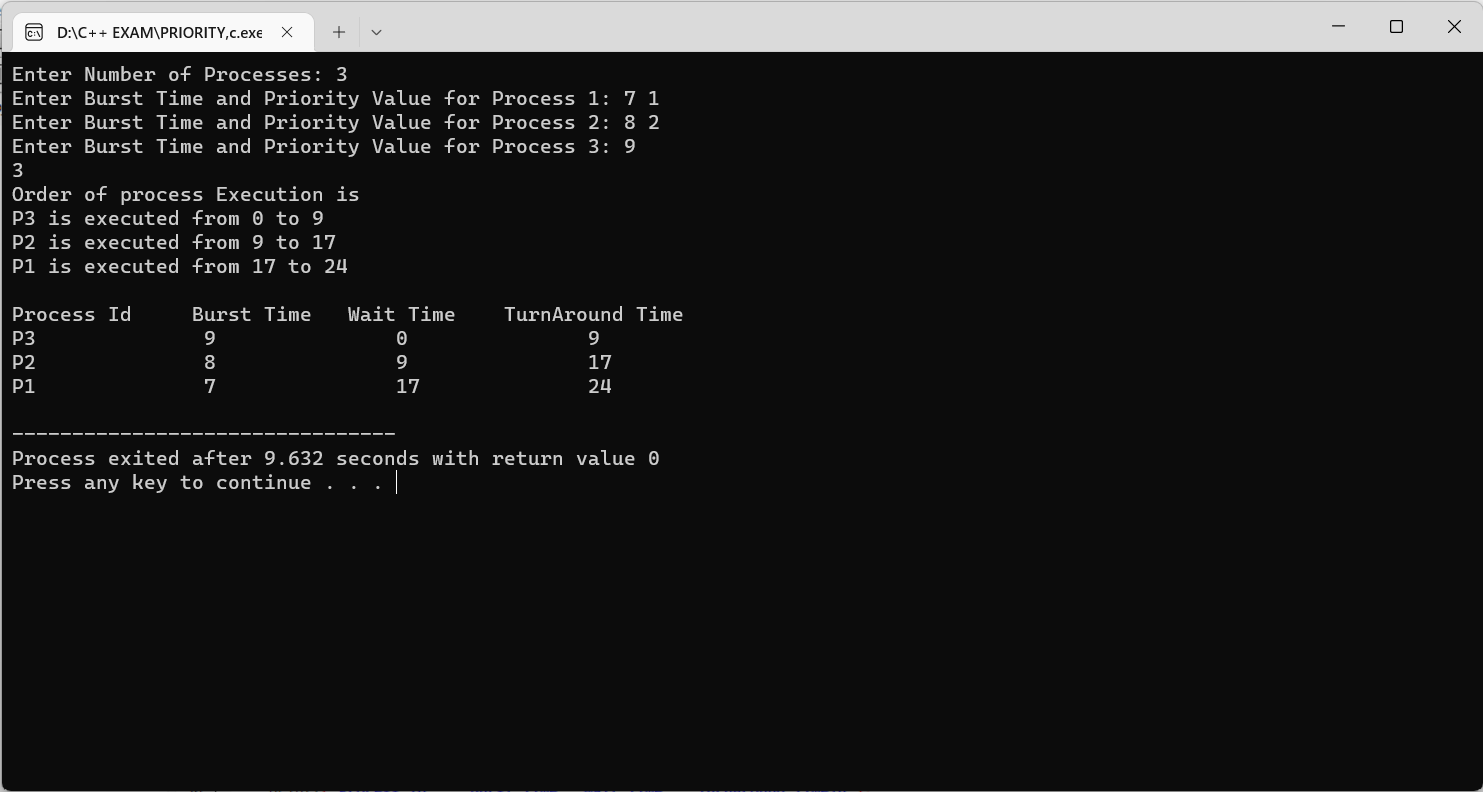 D:\C++ EXAM\PRIORITY,c.exe
Enter Number of Processes: 3
Enter Burst Time and Priority Value for Process 1: 7 1
Enter Burst Time and Priority Value for Process 2: 8 2
Enter Burst Time and Priority Value for Process 3: 9
3
Order of process Execution is
P3 is executed from 0 to 9
P2 is executed from 9 to 17
P1 is executed from 17 to 24
Process Id     Burst Time   Wait Time    TurnAround Time
P3              9               0               9
P2              8               9               17
P1              7               17              24
--------------------------------
Process exited after 9.632 seconds with return value 0
Press any key to continue . . .